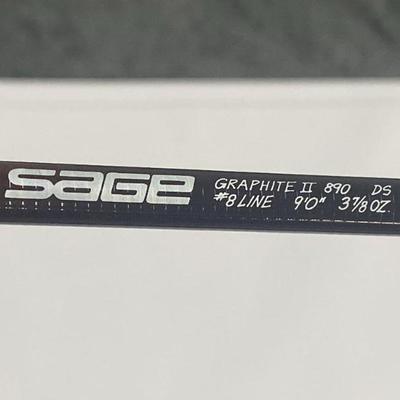 SAGE
GRAPHITE II 890 DS
#8 LINE 9'0" 3 7/8 OZ.